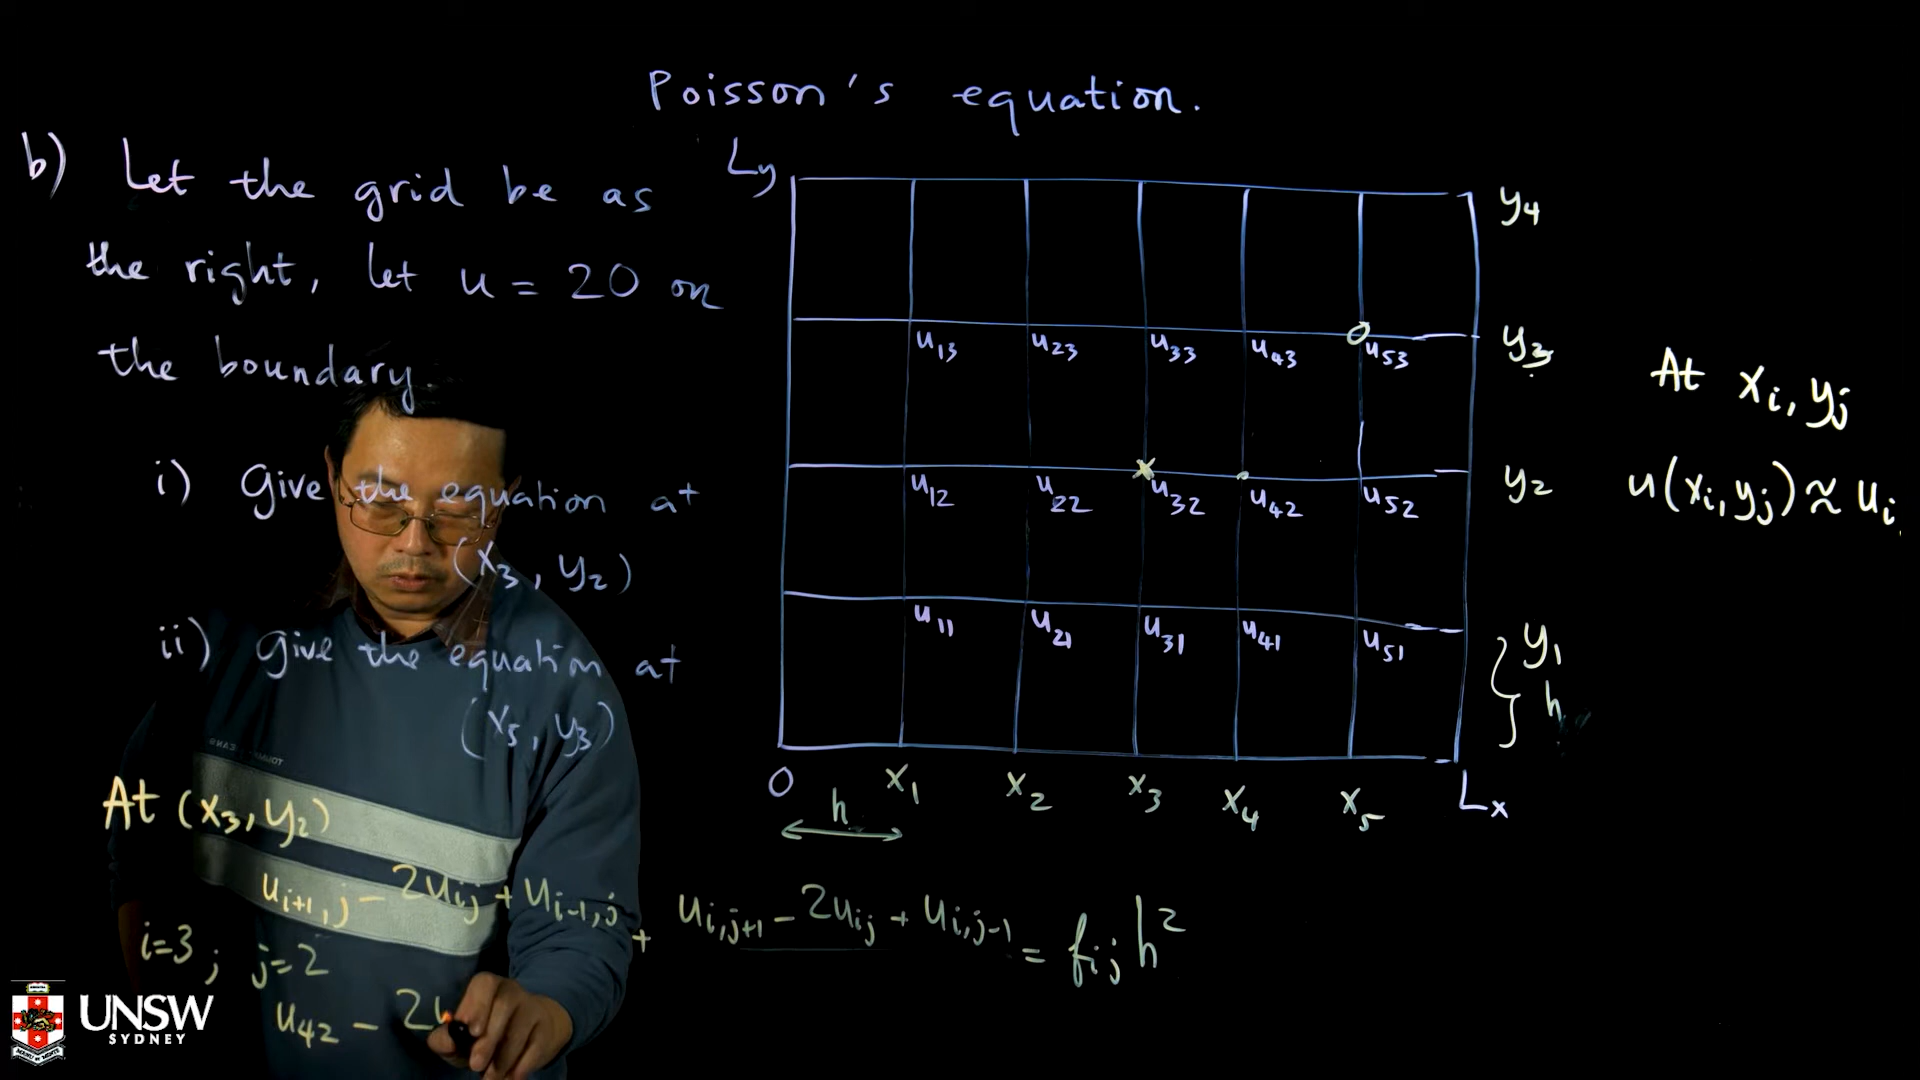 Poisson's equation.
b) Let the grid be as
the right, let u = 20 on
the boundary.
i) Give the equation at
(x₃, y₂)
ii) Give the equation at
(x₅, y₃)
At (x₃, y₂)
uᵢ₊₁,ⱼ - 2uᵢⱼ + uᵢ₋₁,ⱼ + uᵢ,ⱼ₊₁ - 2uᵢⱼ + uᵢ,ⱼ₋₁ = fᵢⱼ h²
i=3; j=2
u₄₂ - 2u
Ly
y₄
u₁₃ u₂₃ u₃₃ u₄₃ u₅₃ y₃
u₁₂ u₂₂ u₃₂ u₄₂ u₅₂ y₂
u₁₁ u₂₁ u₃₁ u₄₁ u₅₁ y₁
h
0 x₁ x₂ x₃ x₄ x₅ Lx
h
At xᵢ, yⱼ
u(xᵢ, yⱼ) ≈ uᵢ
UNSW
SYDNEY